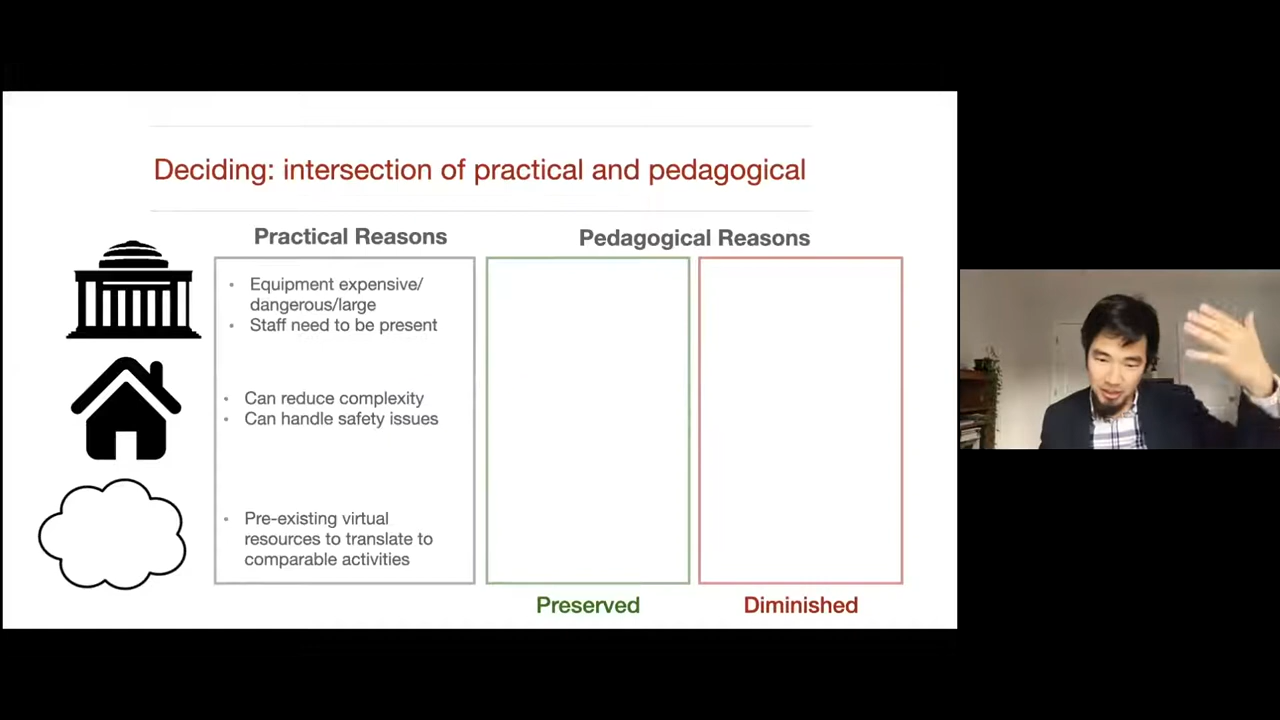 Deciding: intersection of practical and pedagogical
Practical Reasons
Pedagogical Reasons
• Equipment expensive/
dangerous/large
• Staff need to be present
• Can reduce complexity
• Can handle safety issues
• Pre-existing virtual
resources to translate to
comparable activities
Preserved
Diminished